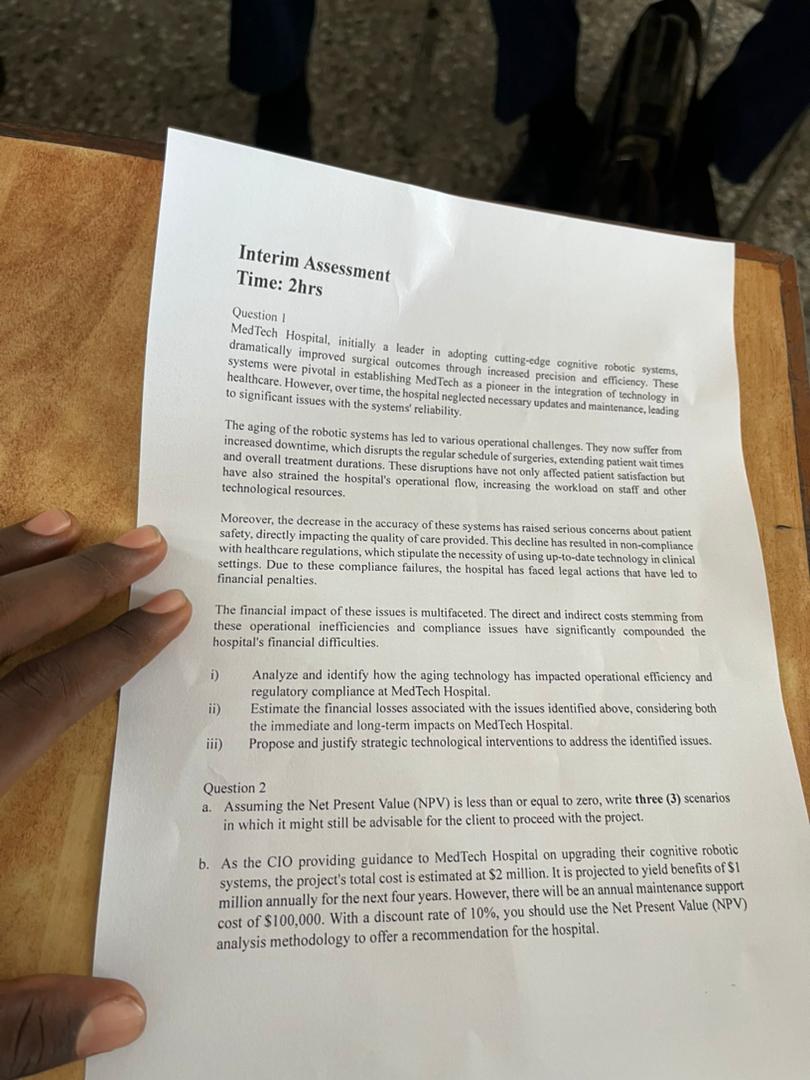 Interim Assessment
Time: 2hrs
Question 1
MedTech Hospital, initially a leader in adopting cutting-edge cognitive robotic systems,
dramatically improved surgical outcomes through increased precision and efficiency. These
systems were pivotal in establishing MedTech as a pioneer in the integration of technology in
healthcare. However, over time, the hospital neglected necessary updates and maintenance, leading
to significant issues with the systems' reliability.
The aging of the robotic systems has led to various operational challenges. They now suffer from
increased downtime, which disrupts the regular schedule of surgeries, extending patient wait times
and overall treatment durations. These disruptions have not only affected patient satisfaction but
have also strained the hospital's operational flow, increasing the workload on staff and other
technological resources.
Moreover, the decrease in the accuracy of these systems has raised serious concerns about patient
safety, directly impacting the quality of care provided. This decline has resulted in non-compliance
with healthcare regulations, which stipulate the necessity of using up-to-date technology in clinical
settings. Due to these compliance failures, the hospital has faced legal actions that have led to
financial penalties.
The financial impact of these issues is multifaceted. The direct and indirect costs stemming from
these operational inefficiencies and compliance issues have significantly compounded the
hospital's financial difficulties.
i) Analyze and identify how the aging technology has impacted operational efficiency and
regulatory compliance at MedTech Hospital.
ii) Estimate the financial losses associated with the issues identified above, considering both
the immediate and long-term impacts on MedTech Hospital.
iii) Propose and justify strategic technological interventions to address the identified issues.
Question 2
a. Assuming the Net Present Value (NPV) is less than or equal to zero, write three (3) scenarios
in which it might still be advisable for the client to proceed with the project.
b. As the CIO providing guidance to MedTech Hospital on upgrading their cognitive robotic
systems, the project's total cost is estimated at $2 million. It is projected to yield benefits of $1
million annually for the next four years. However, there will be an annual maintenance support
cost of $100,000. With a discount rate of 10%, you should use the Net Present Value (NPV)
analysis methodology to offer a recommendation for the hospital.